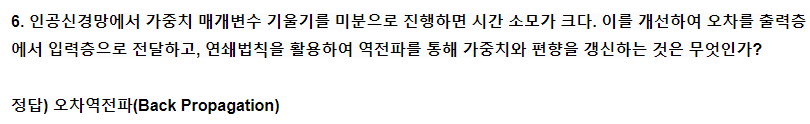 6. 인공신경망에서 가중치 매개변수 기울기를 미분으로 진행하면 시간 소모가 크다. 이를 개선하여 오차를 출력층
에서 입력층으로 전달하고, 연쇄법칙을 활용하여 역전파를 통해 가중치와 편향을 갱신하는 것은 무엇인가?
정답) 오차역전파(Back Propagation)